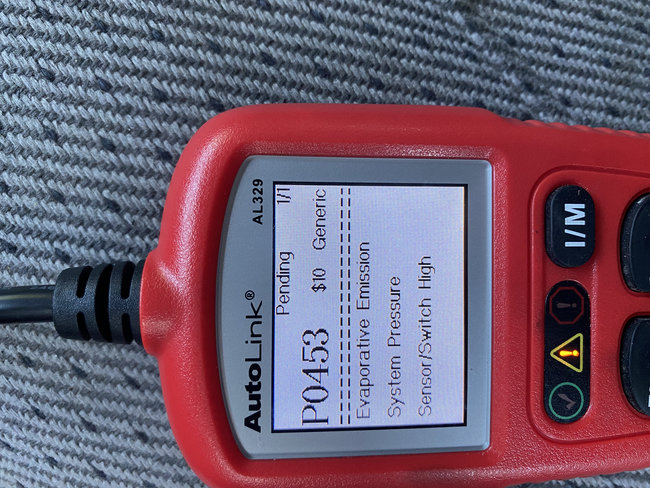 AutoLink® AL329
Pending 1/1
P0453 $10 Generic
Evaporative Emission
System Pressure
Sensor/Switch High
I/M